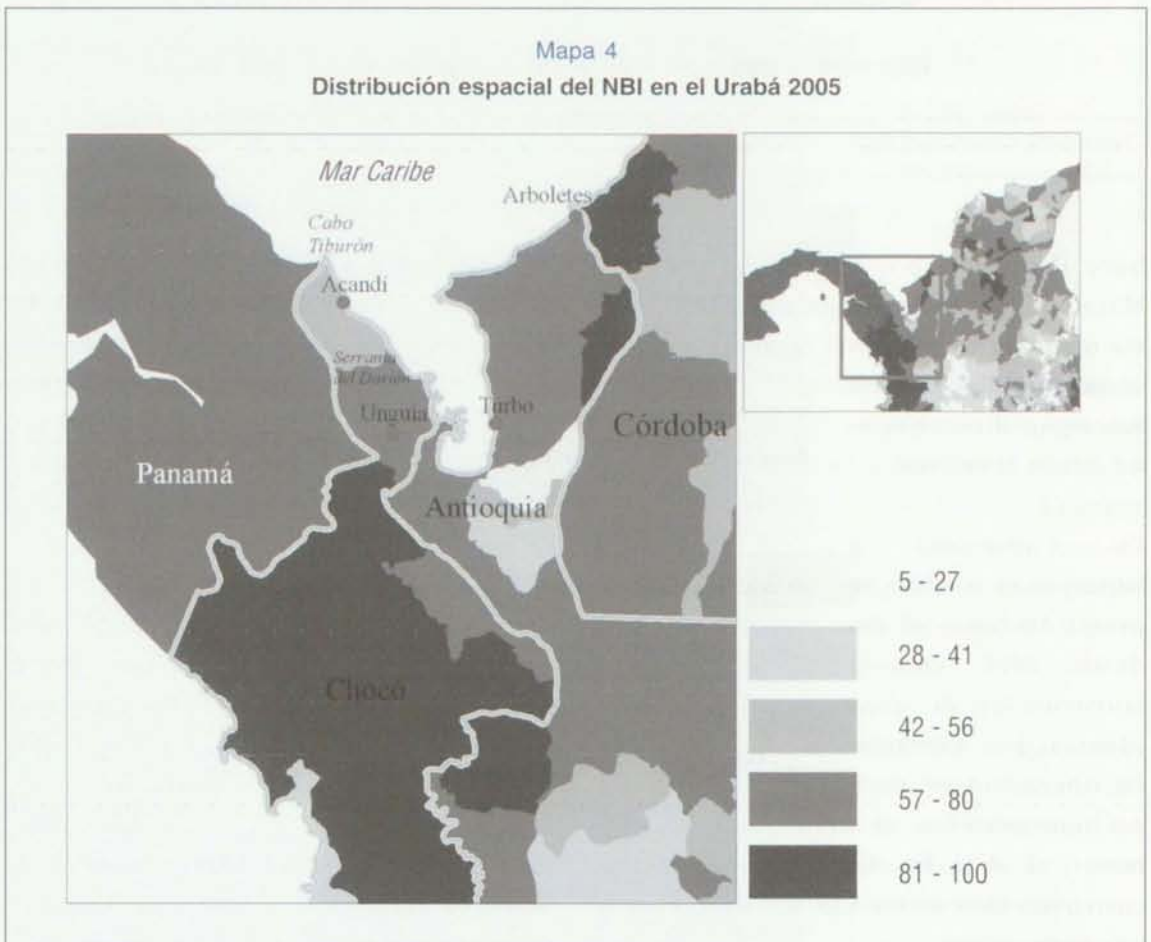 Mapa 4
Distribución espacial del NBI en el Urabá 2005
Mar Caribe
Arboletes
Cabo
Tiburón
Acandí
Serranía
del Darién
Unguía
Turbo
Córdoba
Panamá
Antioquia
Chocó
5 - 27
28 - 41
42 - 56
57 - 80
81 - 100